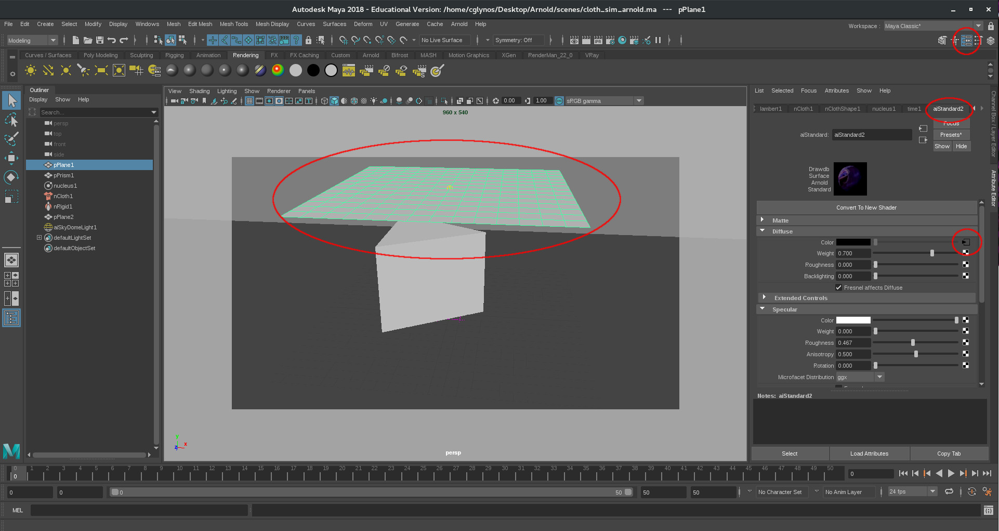 Autodesk Maya 2018 - Educational Version: /home/cglynos/Desktop/Arnold/scenes/cloth_sim_arnold.ma --- pPlane1
File Edit Create Select Modify Display Windows Mesh Edit Mesh Mesh Tools Mesh Display Curves Surfaces Deform UV Generate Cache Arnold Help
Workspace : Maya Classic*
Modeling No Live Surface Symmetry: Off
IPR
Curves / Surfaces Poly Modeling Sculpting Rigging Animation Rendering FX FX Caching Custom Arnold Bifrost MASH Motion Graphics XGen RenderMan_22_0 VRay
Outliner
Display Show Help
Search...
persp
top
front
side
pPlane1
pPrism1
nucleus1
nCloth1
nRigid1
pPlane2
aiSkyDomeLight1
defaultLightSet
defaultObjectSet
View Shading Lighting Show Renderer Panels
0.00 1.00 ON sRGB gamma
960 x 540
persp
y
x
z
List Selected Focus Attributes Show Help
lambert1 nCloth1 nClothShape1 nucleus1 time1 aiStandard2
Focus
aiStandard: aiStandard2
Presets*
Show Hide
Drawdb
Surface
Arnold
Standard
Convert To New Shader
Matte
Diffuse
Color
Weight 0.700
Roughness 0.000
Backlighting 0.000
Fresnel affects Diffuse
Extended Controls
Specular
Color
Weight 0.000
Roughness 0.467
Anisotropy 0.500
Rotation 0.000
Microfacet Distribution ggx
Notes: aiStandard2
Select Load Attributes Copy Tab
Channel Box / Layer Editor
Attribute Editor
0 1 2 3 4 5 6 7 8 9 10 11 12 13 14 15 16 17 18 19 20 21 22 23 24 25 26 27 28 29 30 31 32 33 34 35 36 37 38 39 40 41 42 43 44 45 46 47 48 49 50
0
0
0 0 0 50 50 50 No Character Set No Anim Layer 24 fps
MEL